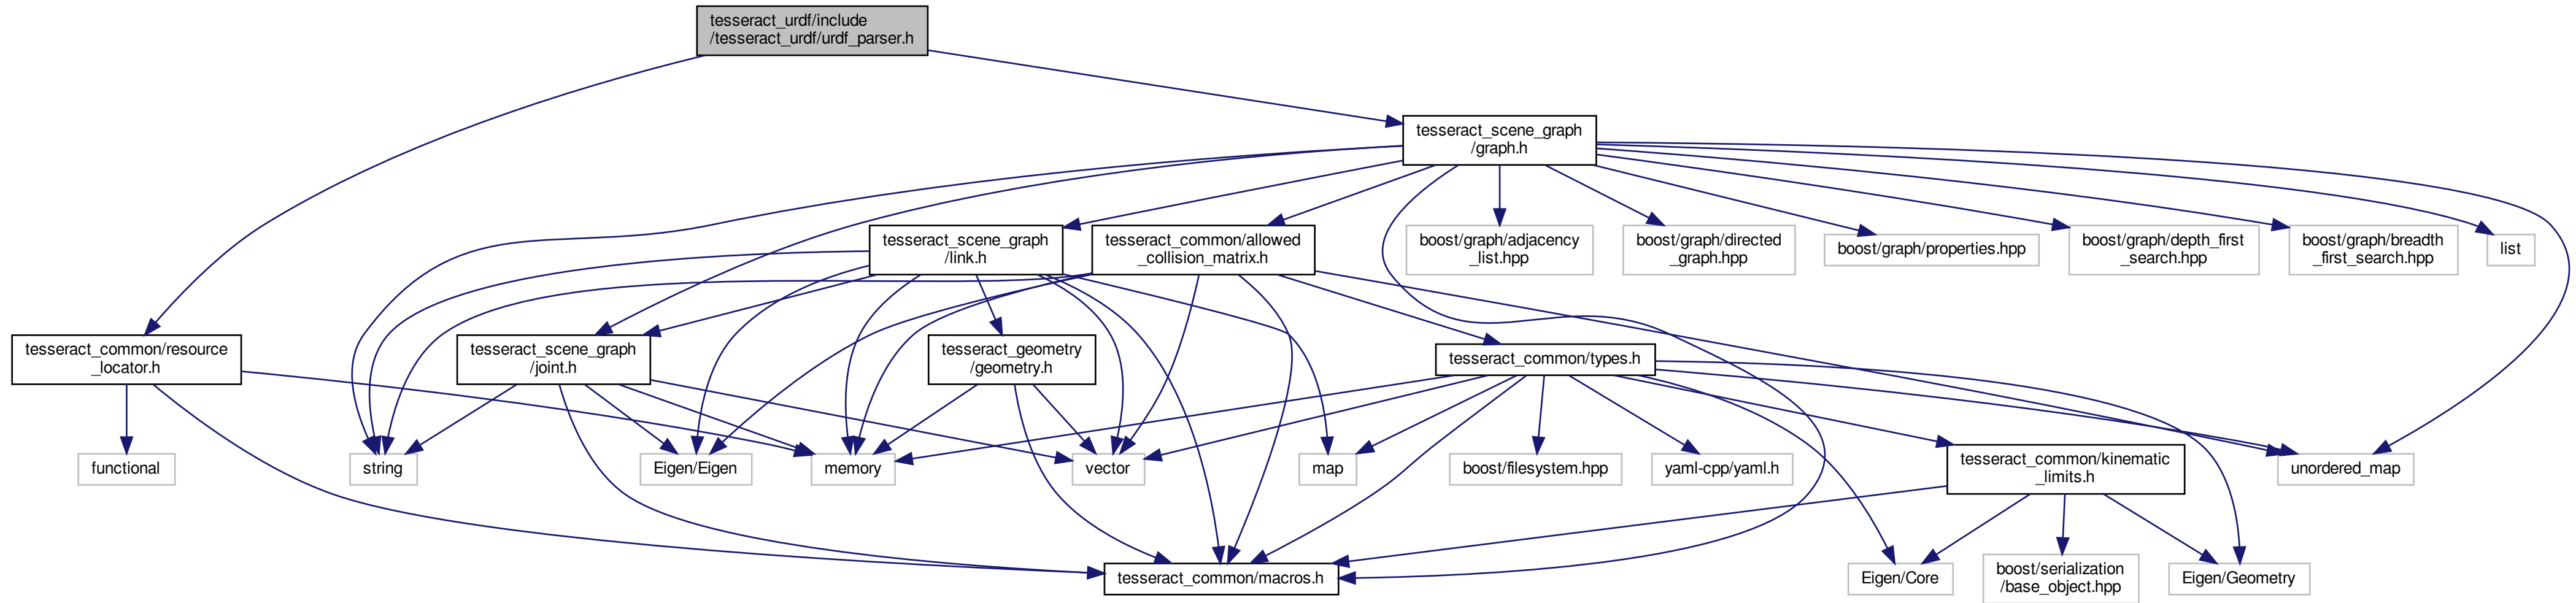 tesseract_urdf/include
/tesseract_urdf/urdf_parser.h
tesseract_scene_graph
/graph.h
tesseract_scene_graph
/link.h
tesseract_common/allowed
_collision_matrix.h
boost/graph/adjacency
_list.hpp
boost/graph/directed
_graph.hpp
boost/graph/properties.hpp
boost/graph/depth_first
_search.hpp
boost/graph/breadth
_first_search.hpp
list
tesseract_common/resource
_locator.h
tesseract_scene_graph
/joint.h
tesseract_geometry
/geometry.h
tesseract_common/types.h
functional
string
Eigen/Eigen
memory
vector
map
boost/filesystem.hpp
yaml-cpp/yaml.h
tesseract_common/kinematic
_limits.h
unordered_map
tesseract_common/macros.h
Eigen/Core
boost/serialization
/base_object.hpp
Eigen/Geometry